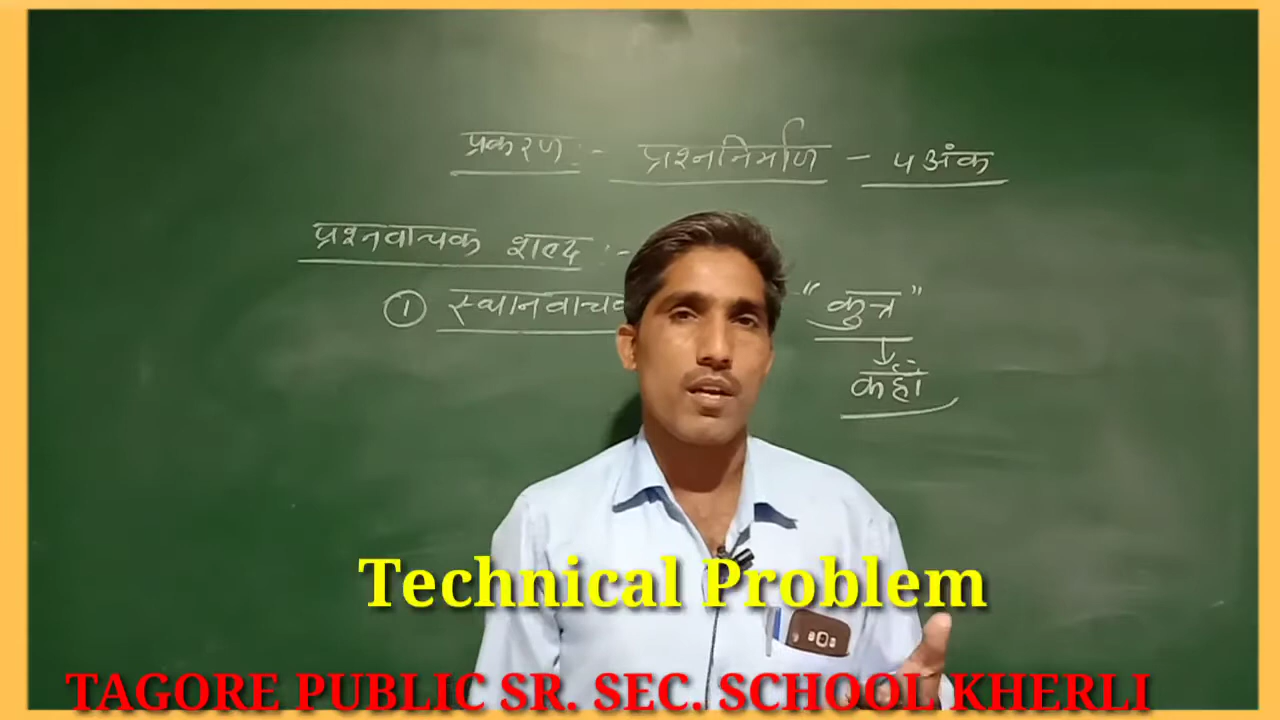 प्रकरण :- प्रश्ननिर्माण - ५ अंक
प्रश्नवाचक शब्द :-
① स्थानवाचक "कुत्र"
↓
कहाँ
Technical Problem
TAGORE PUBLIC SR. SEC. SCHOOL KHERLI